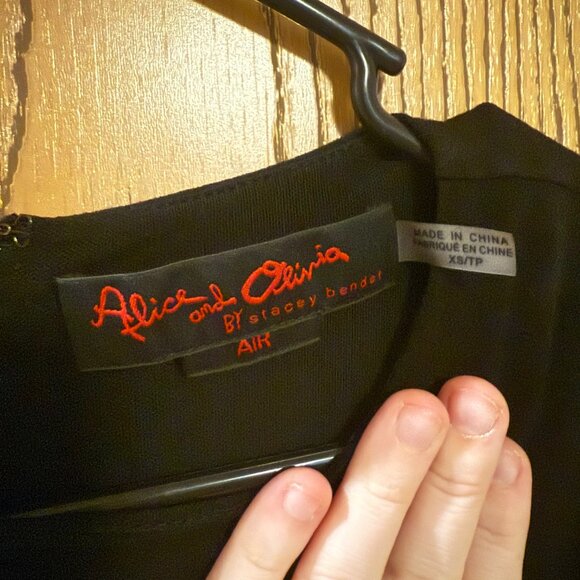 Alice and Olivia
BY stacey bendet
AIR
MADE IN CHINA
FABRIQUÉ EN CHINE
XS/TP